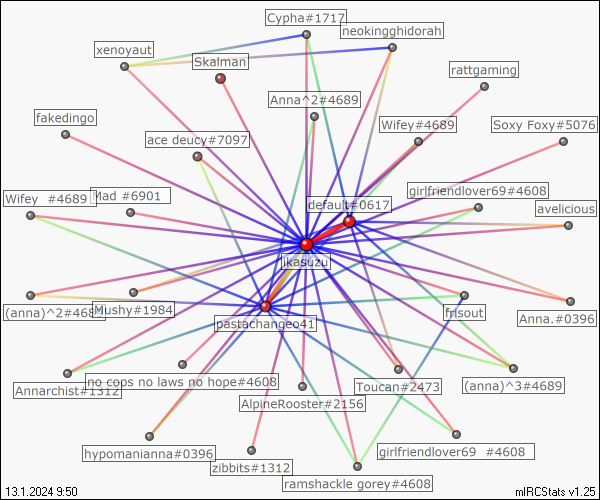 Cypha#1717
neokingghidorah
xenoyaut
Skalman
rattgaming
Anna^2#4689
fakedingo
Wifey#4689
Soxy Foxy#5076
ace deucy#7097
girlfriendlover69#4608
Wifey  #4689
Mad #6901
default#0617
avelicious
jkasuzu
(anna)^2#4689
Mushy#1984
frisout
Anna.#0396
pastachangeo41
Annarchist#1312
no cops no laws no hope#4608
Toucan#2473
(anna)^3#4689
AlpineRooster#2156
hypomanianna#0396
girlfriendlover69  #4608
zibbits#1312
ramshackle gorey#4608
13.1.2024 9:50
mIRCStats v1.25